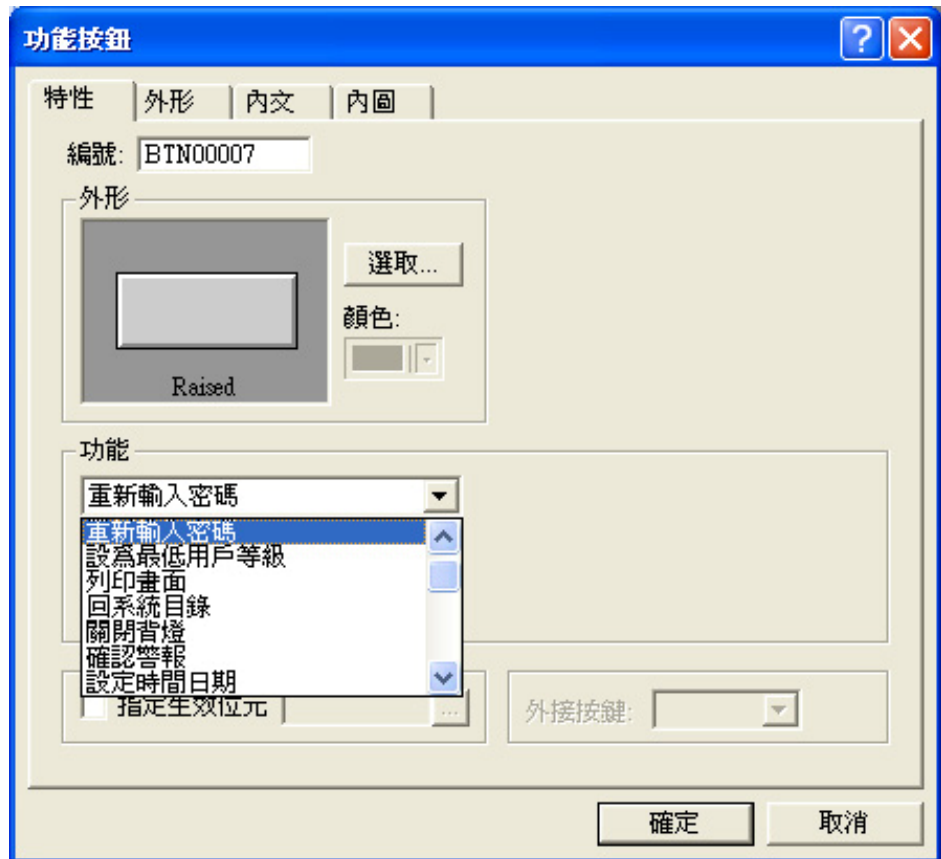 功能按鈕
特性 外形 內文 內圖
編號: BTN00007
外形
選取...
顏色:
Raised
功能
重新輸入密碼
重新輸入密碼
設為最低用戶等級
列印畫面
回系統目錄
關閉背燈
確認警報
設定時間日期
指定生效位元 ...
外接按鍵:
確定 取消